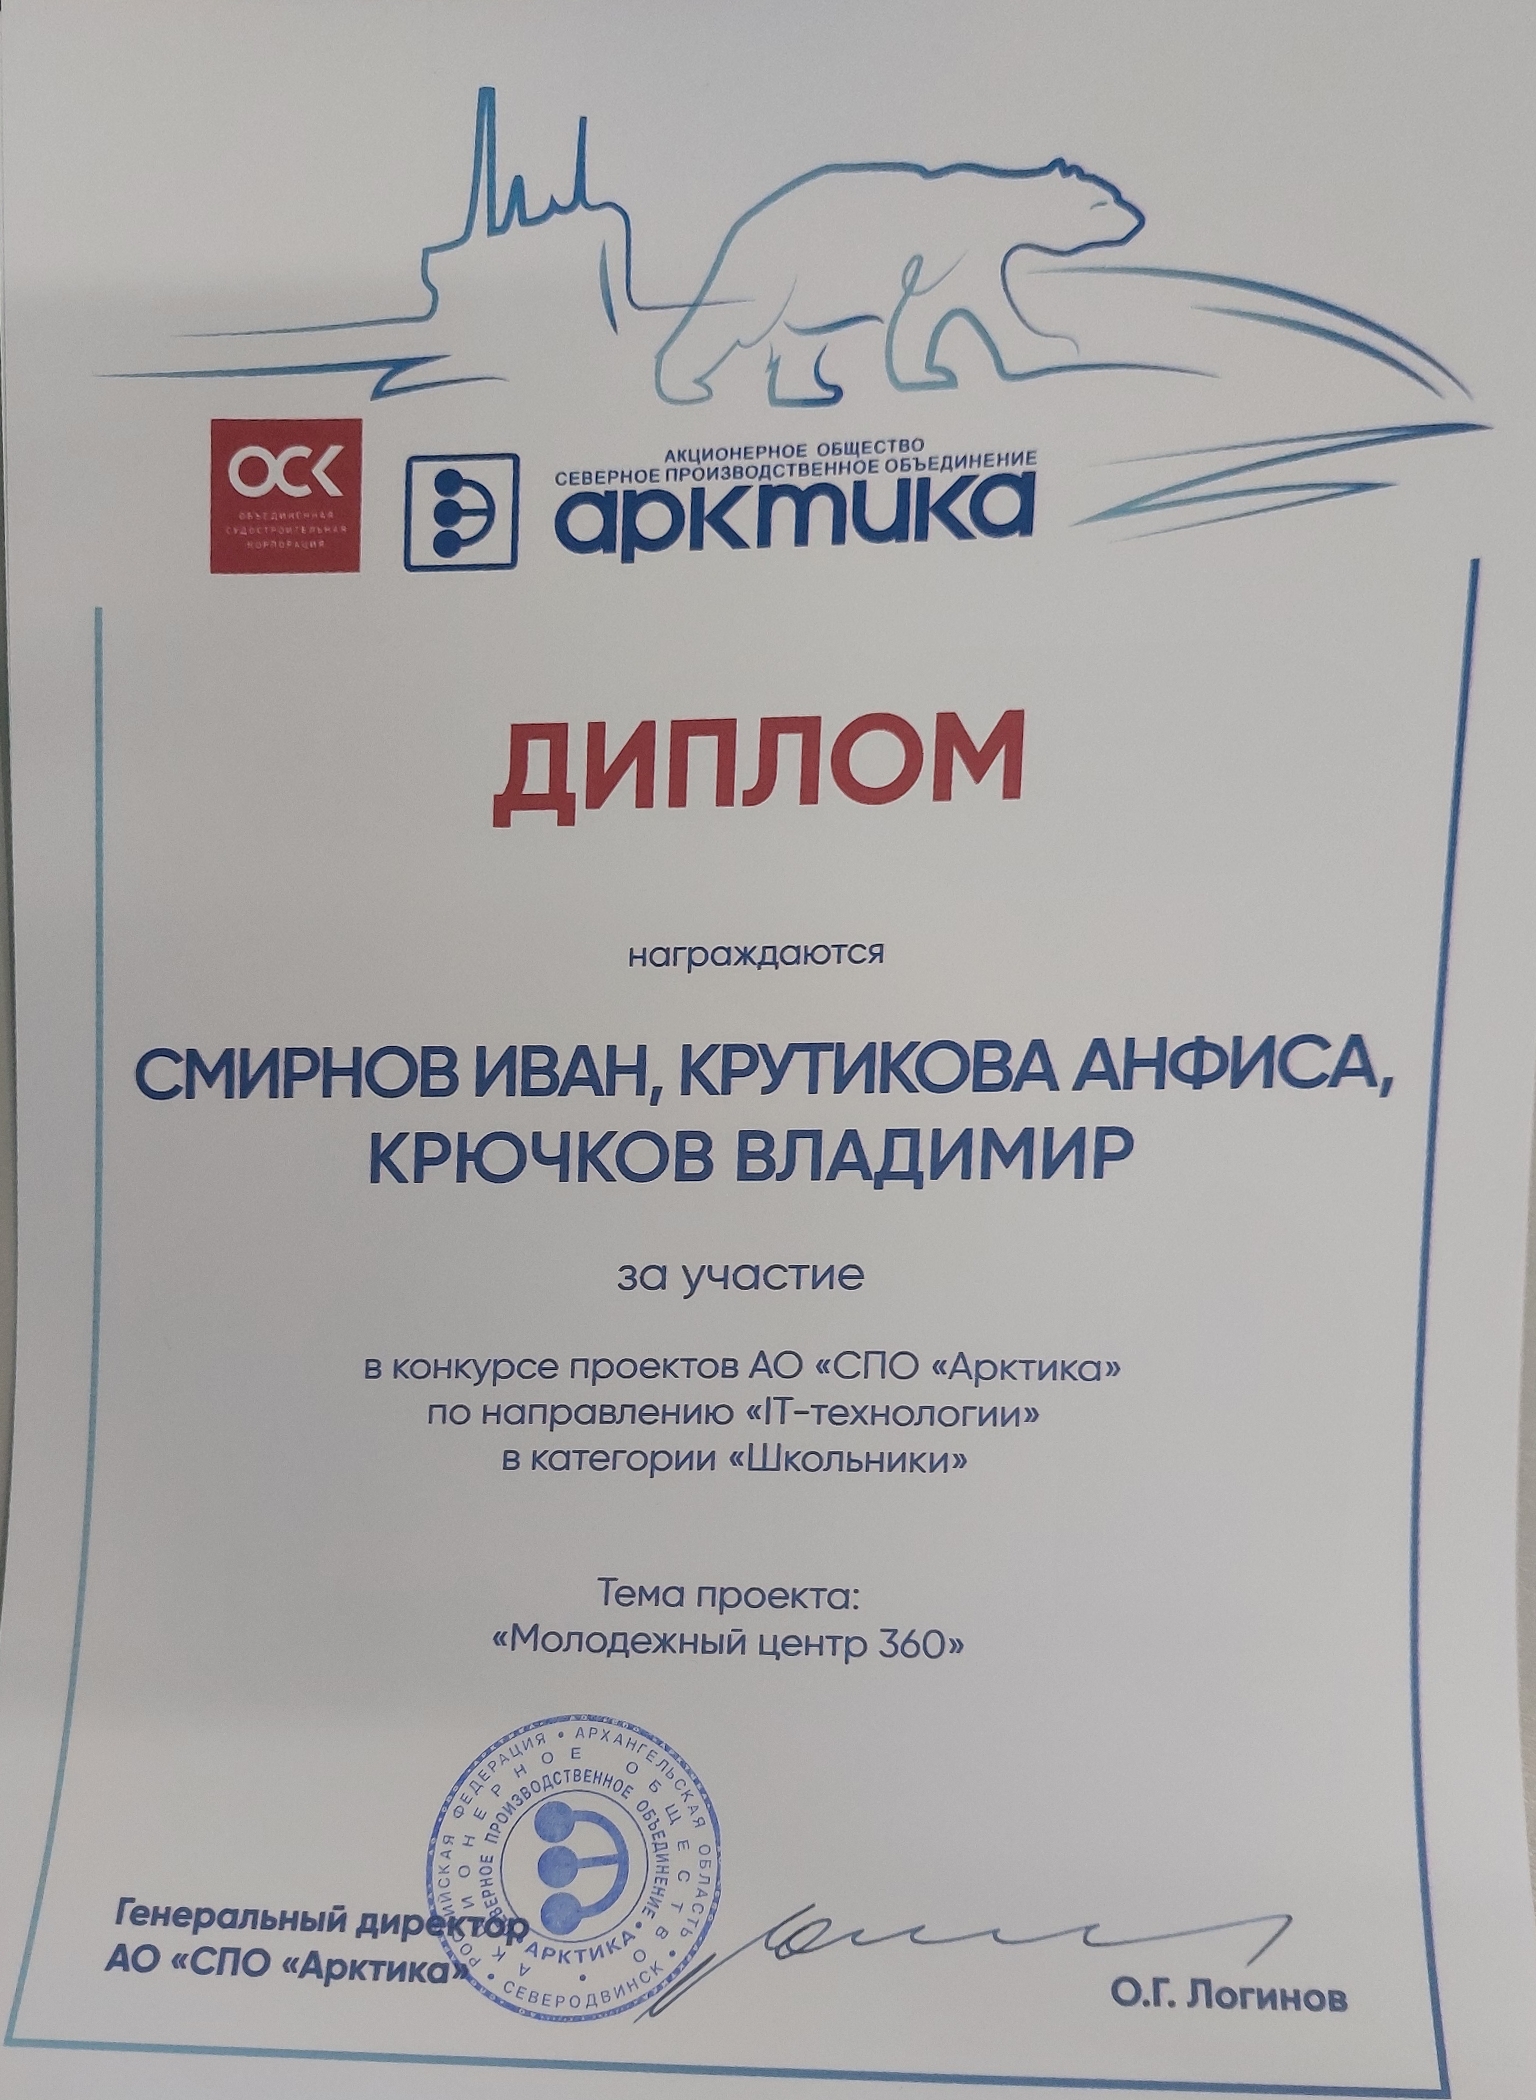 ОСК
ОБЪЕДИНЕННАЯ
СУДОСТРОИТЕЛЬНАЯ
КОРПОРАЦИЯ
АКЦИОНЕРНОЕ ОБЩЕСТВО
СЕВЕРНОЕ ПРОИЗВОДСТВЕННОЕ ОБЪЕДИНЕНИЕ
арктика
ДИПЛОМ
награждаются
СМИРНОВ ИВАН, КРУТИКОВА АНФИСА,
КРЮЧКОВ ВЛАДИМИР
за участие
в конкурсе проектов АО «СПО «Арктика»
по направлению «IT-технологии»
в категории «Школьники»
Тема проекта:
«Молодежный центр 360»
РОССИЙСКАЯ ФЕДЕРАЦИЯ • АРХАНГЕЛЬСКАЯ ОБЛАСТЬ •
• СЕВЕРОДВИНСК •
АКЦИОНЕРНОЕ ОБЩЕСТВО
СЕВЕРНОЕ ПРОИЗВОДСТВЕННОЕ ОБЪЕДИНЕНИЕ
• АРКТИКА •
Генеральный директор
АО «СПО «Арктика»
О.Г. Логинов